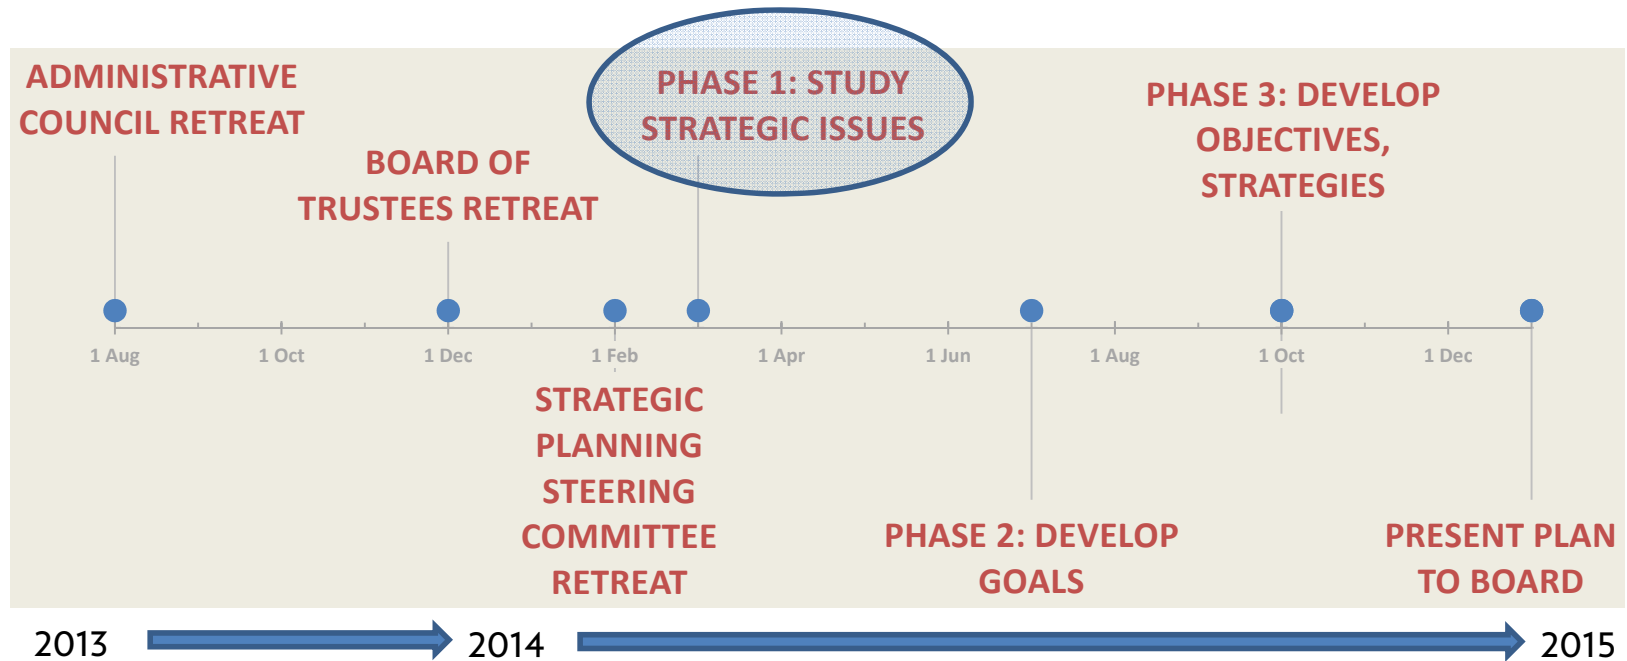 ADMINISTRATIVE
COUNCIL RETREAT
BOARD OF
TRUSTEES RETREAT
PHASE 1: STUDY
STRATEGIC ISSUES
PHASE 3: DEVELOP
OBJECTIVES,
STRATEGIES
1 Aug
1 Oct
1 Dec
1 Feb
1 Apr
1 Jun
1 Aug
1 Oct
1 Dec
STRATEGIC
PLANNING
STEERING
COMMITTEE
RETREAT
PHASE 2: DEVELOP
GOALS
PRESENT PLAN
TO BOARD
2013
2014
2015